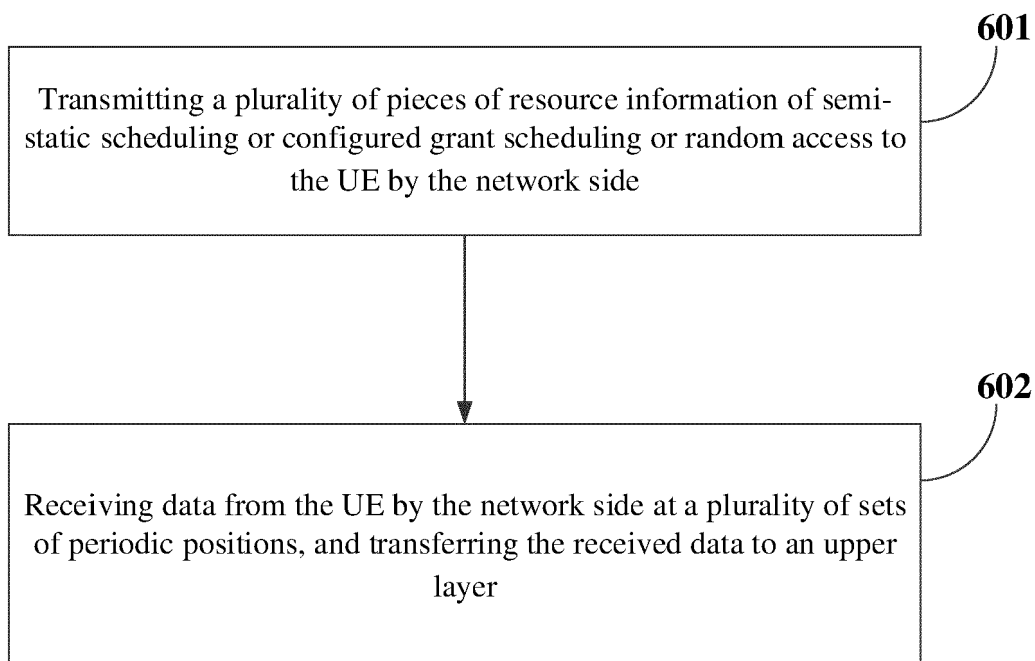 601
Transmitting a plurality of pieces of resource information of semi-
static scheduling or configured grant scheduling or random access to
the UE by the network side
602
Receiving data from the UE by the network side at a plurality of sets
of periodic positions, and transferring the received data to an upper
layer